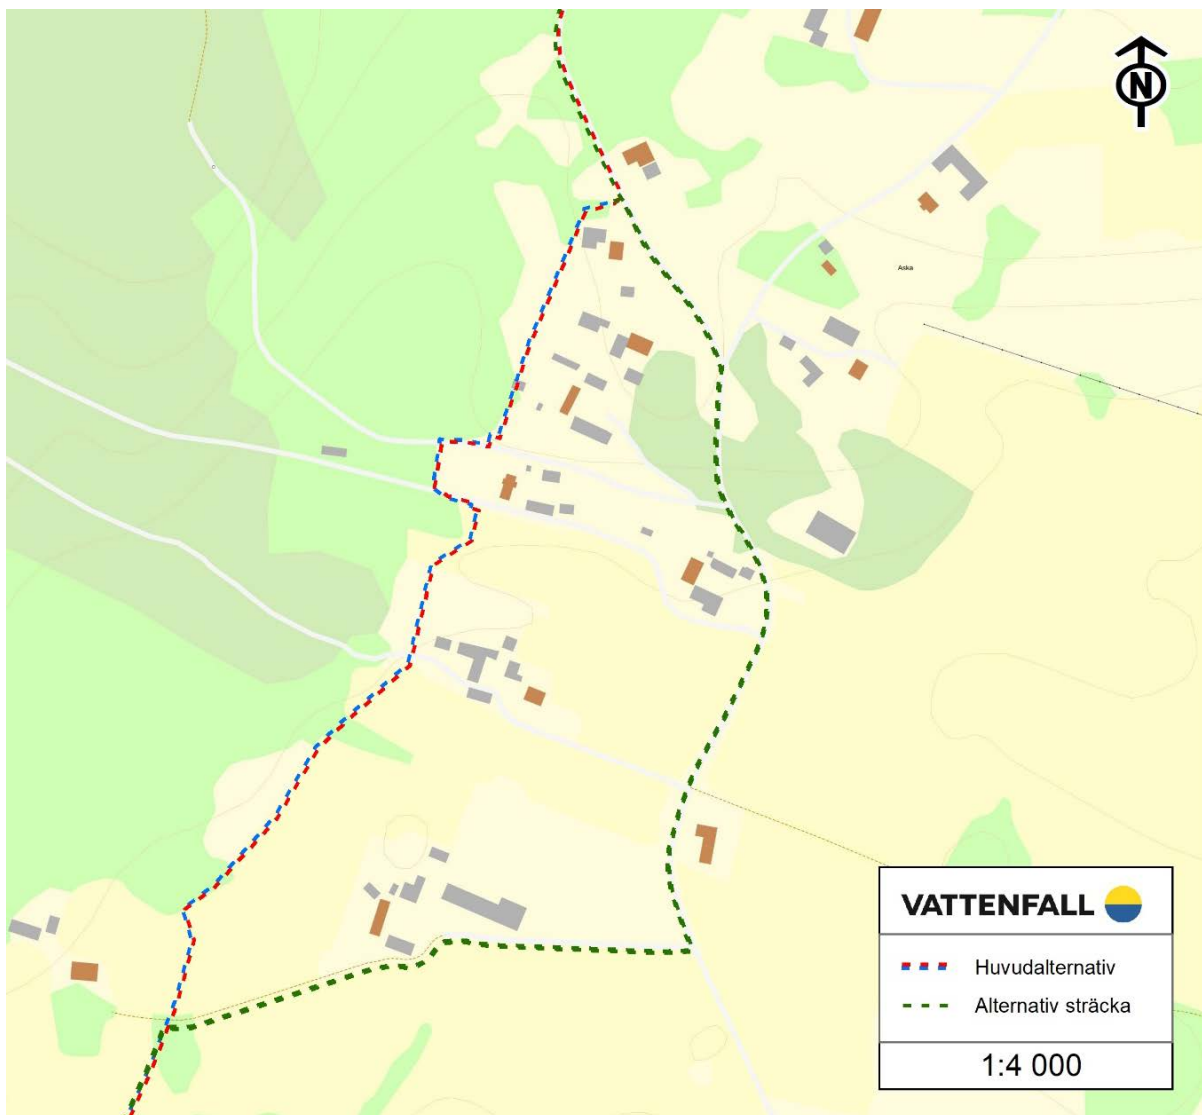 N
Aska
VATTENFALL
Huvudalternativ
Alternativ sträcka
1:4 000